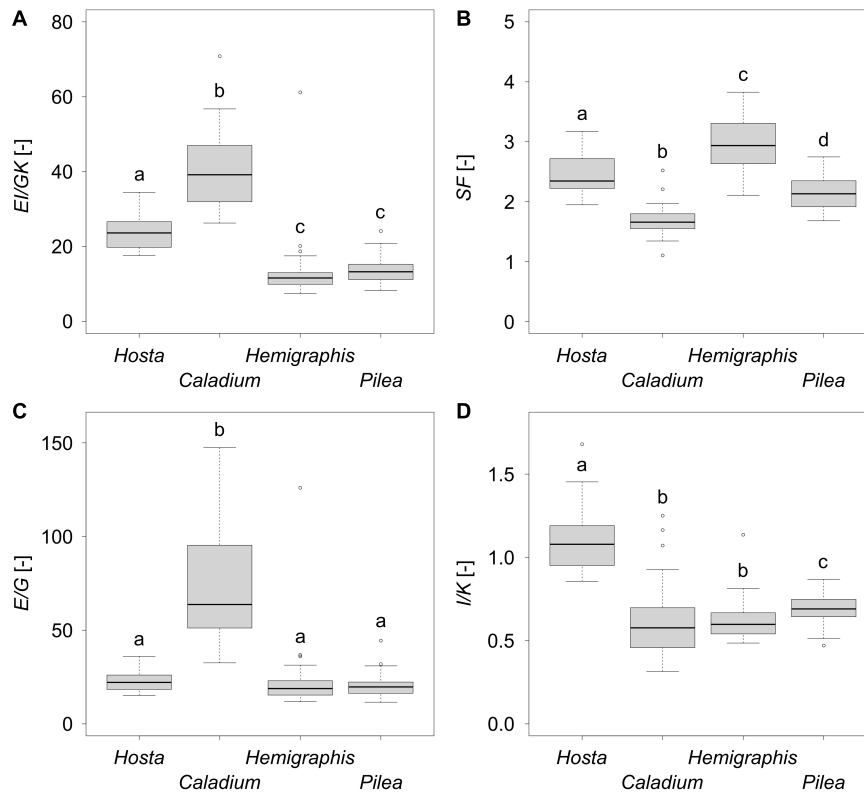 A
EI/GK [-]
80
60
40
20
0
a
b
c
c
Hosta
Hemigraphis
Caladium
Pilea
B
SF [-]
5
4
3
2
1
0
a
b
c
d
Hosta
Hemigraphis
Caladium
Pilea
C
E/G [-]
150
100
50
0
a
b
a
a
Hosta
Hemigraphis
Caladium
Pilea
D
I/K [-]
1.5
1.0
0.5
0.0
a
b
b
c
Hosta
Hemigraphis
Caladium
Pilea